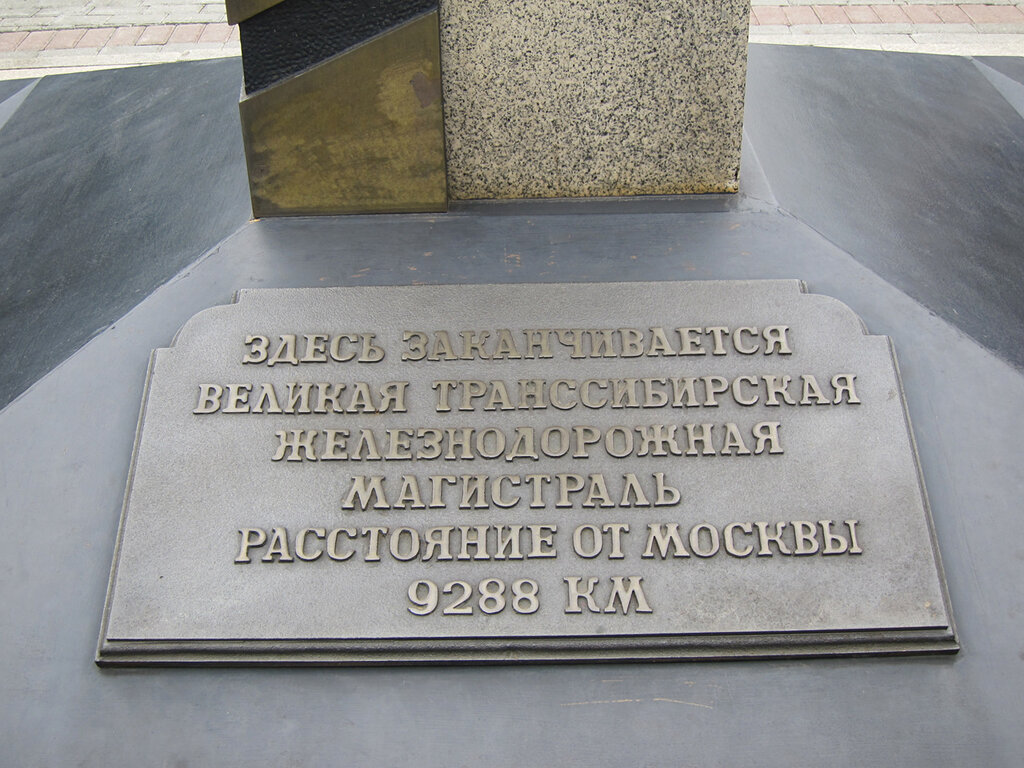 ЗДЕСЬ ЗАКАНЧИВАЕТСЯ
ВЕЛИКАЯ ТРАНССИБИРСКАЯ
ЖЕЛЕЗНОДОРОЖНАЯ
МАГИСТРАЛЬ
РАССТОЯНИЕ ОТ МОСКВЫ
9288 КМ